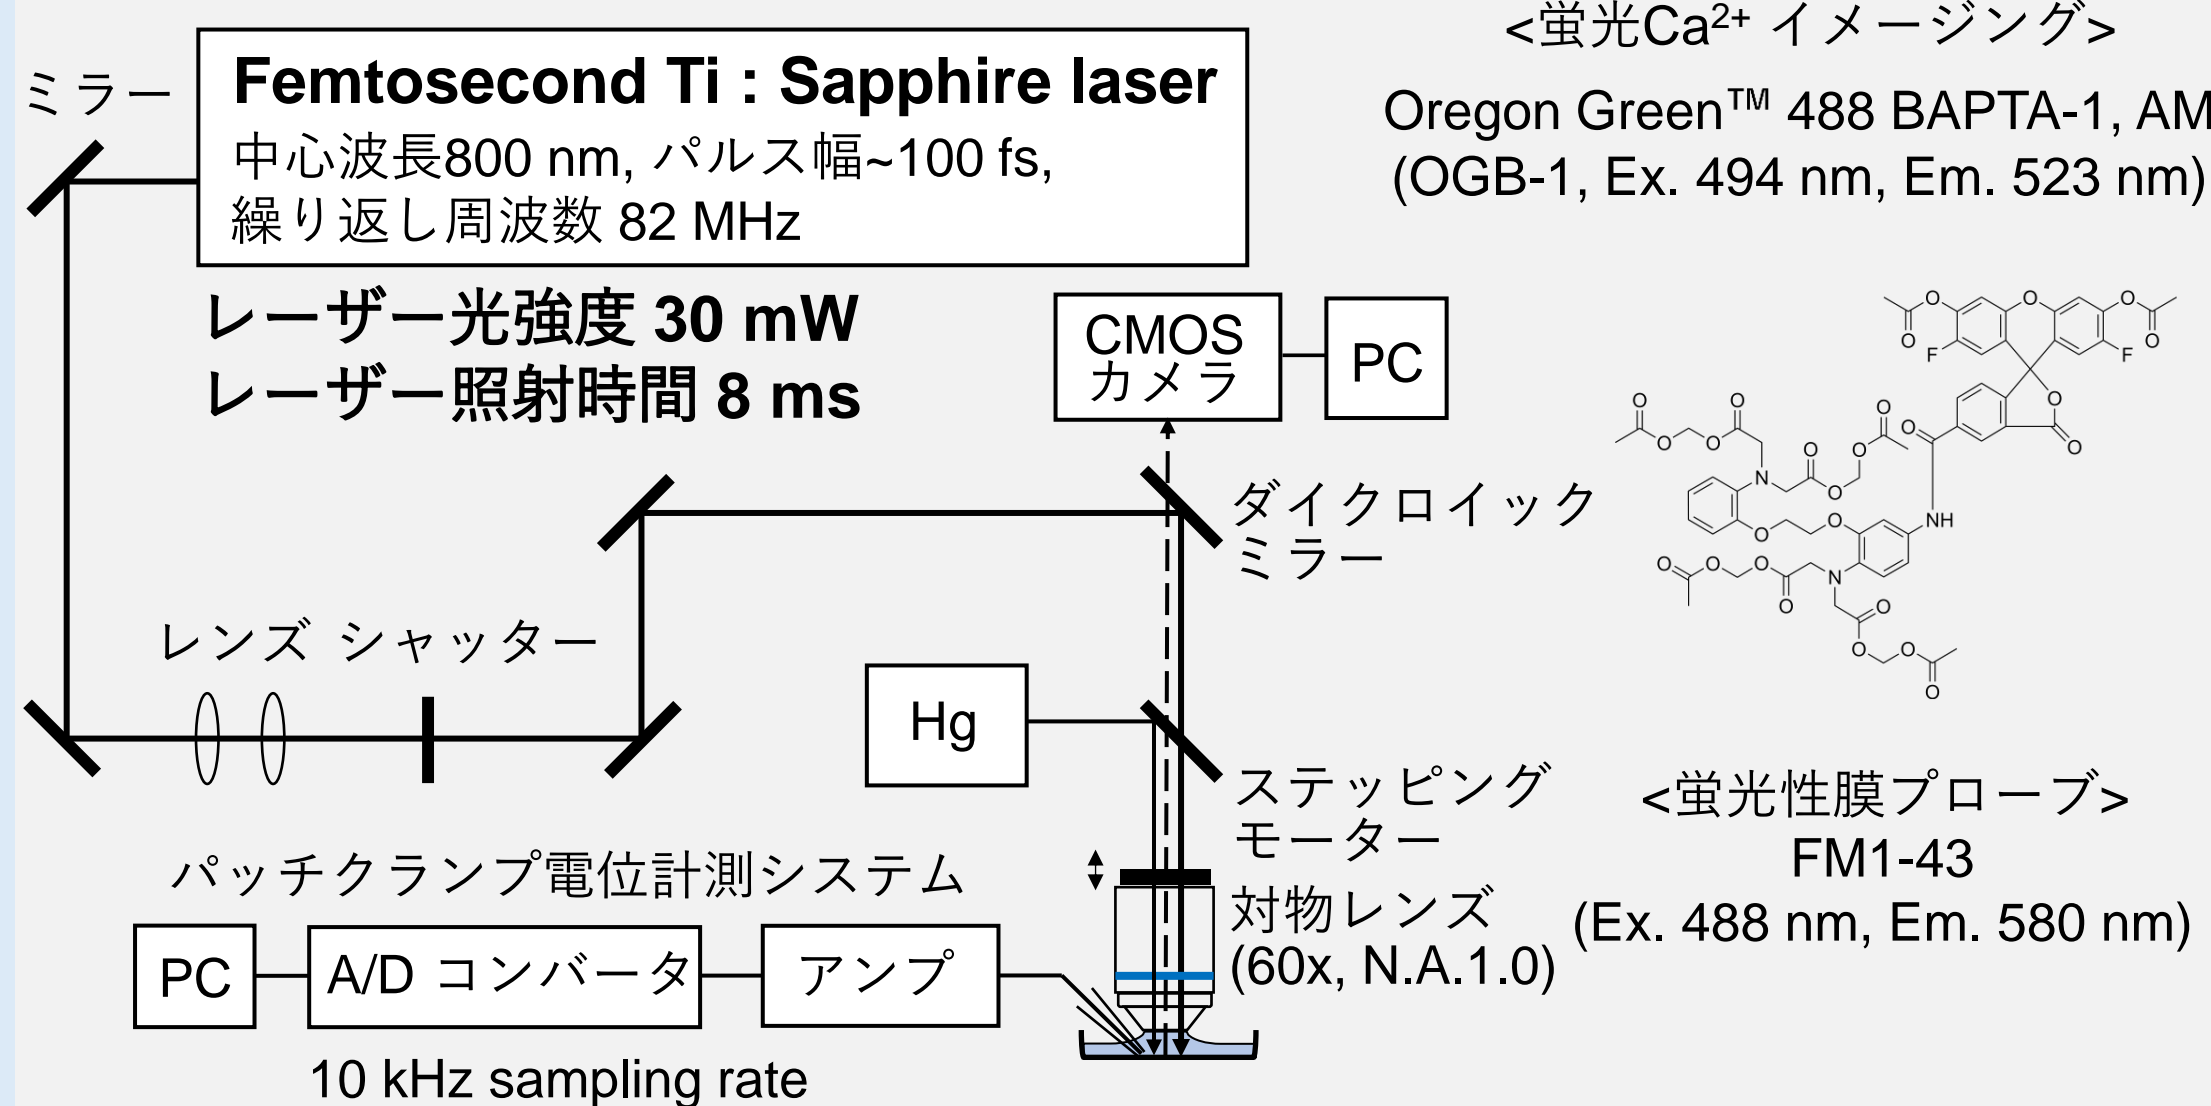 ミラー
Femtosecond Ti : Sapphire laser
中心波長800 nm, パルス幅~100 fs,
繰り返し周波数 82 MHz
レーザー光強度 30 mW
レーザー照射時間 8 ms
CMOS
カメラ
PC
ダイクロイック
ミラー
レンズ シャッター
Hg
ステッピング
モーター
対物レンズ
(60x, N.A.1.0)
パッチクランプ電位計測システム
PC
A/D コンバータ
アンプ
10 kHz sampling rate
<蛍光Ca²⁺ イメージング>
Oregon Green™ 488 BAPTA-1, AM
(OGB-1, Ex. 494 nm, Em. 523 nm)
O O O
O O
F F
O
O
O
NH
O O O
O O O
N O O
O O
O O O O
N O
O O
O O
O
<蛍光性膜プローブ>
FM1-43
(Ex. 488 nm, Em. 580 nm)